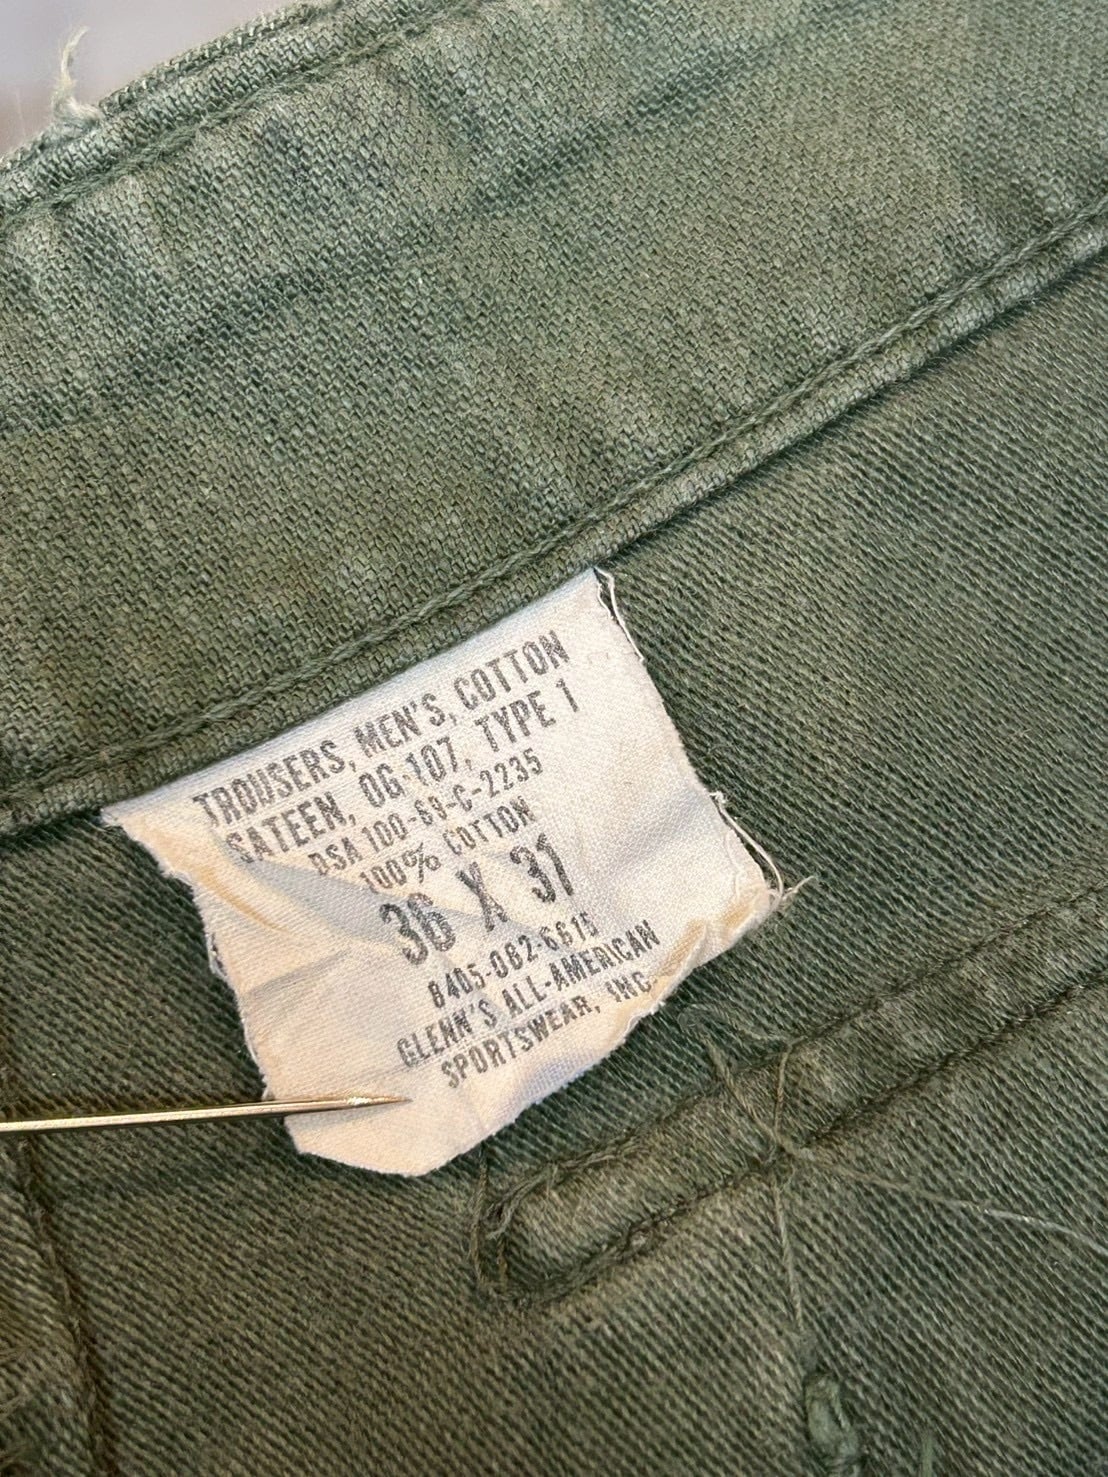 TROUSERS, MEN'S, COTTON
SATEEN, OG-107, TYPE 1
DSA 100-69-C-2235
100% COTTON
36 X 31
8405-082-6615
GLENN'S ALL-AMERICAN
SPORTSWEAR, INC.